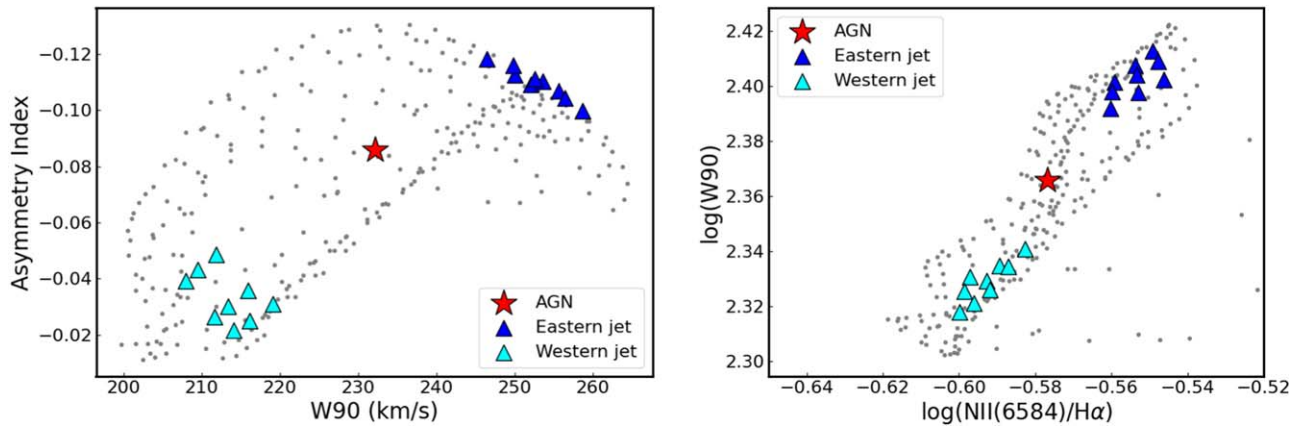 −0.12
−0.10
−0.08
−0.06
−0.04
−0.02
Asymmetry Index
200 210 220 230 240 250 260
W90 (km/s)
AGN
Eastern jet
Western jet
2.42
2.40
2.38
2.36
2.34
2.32
2.30
log(W90)
−0.64 −0.62 −0.60 −0.58 −0.56 −0.54 −0.52
log(NII(6584)/Hα)
AGN
Eastern jet
Western jet